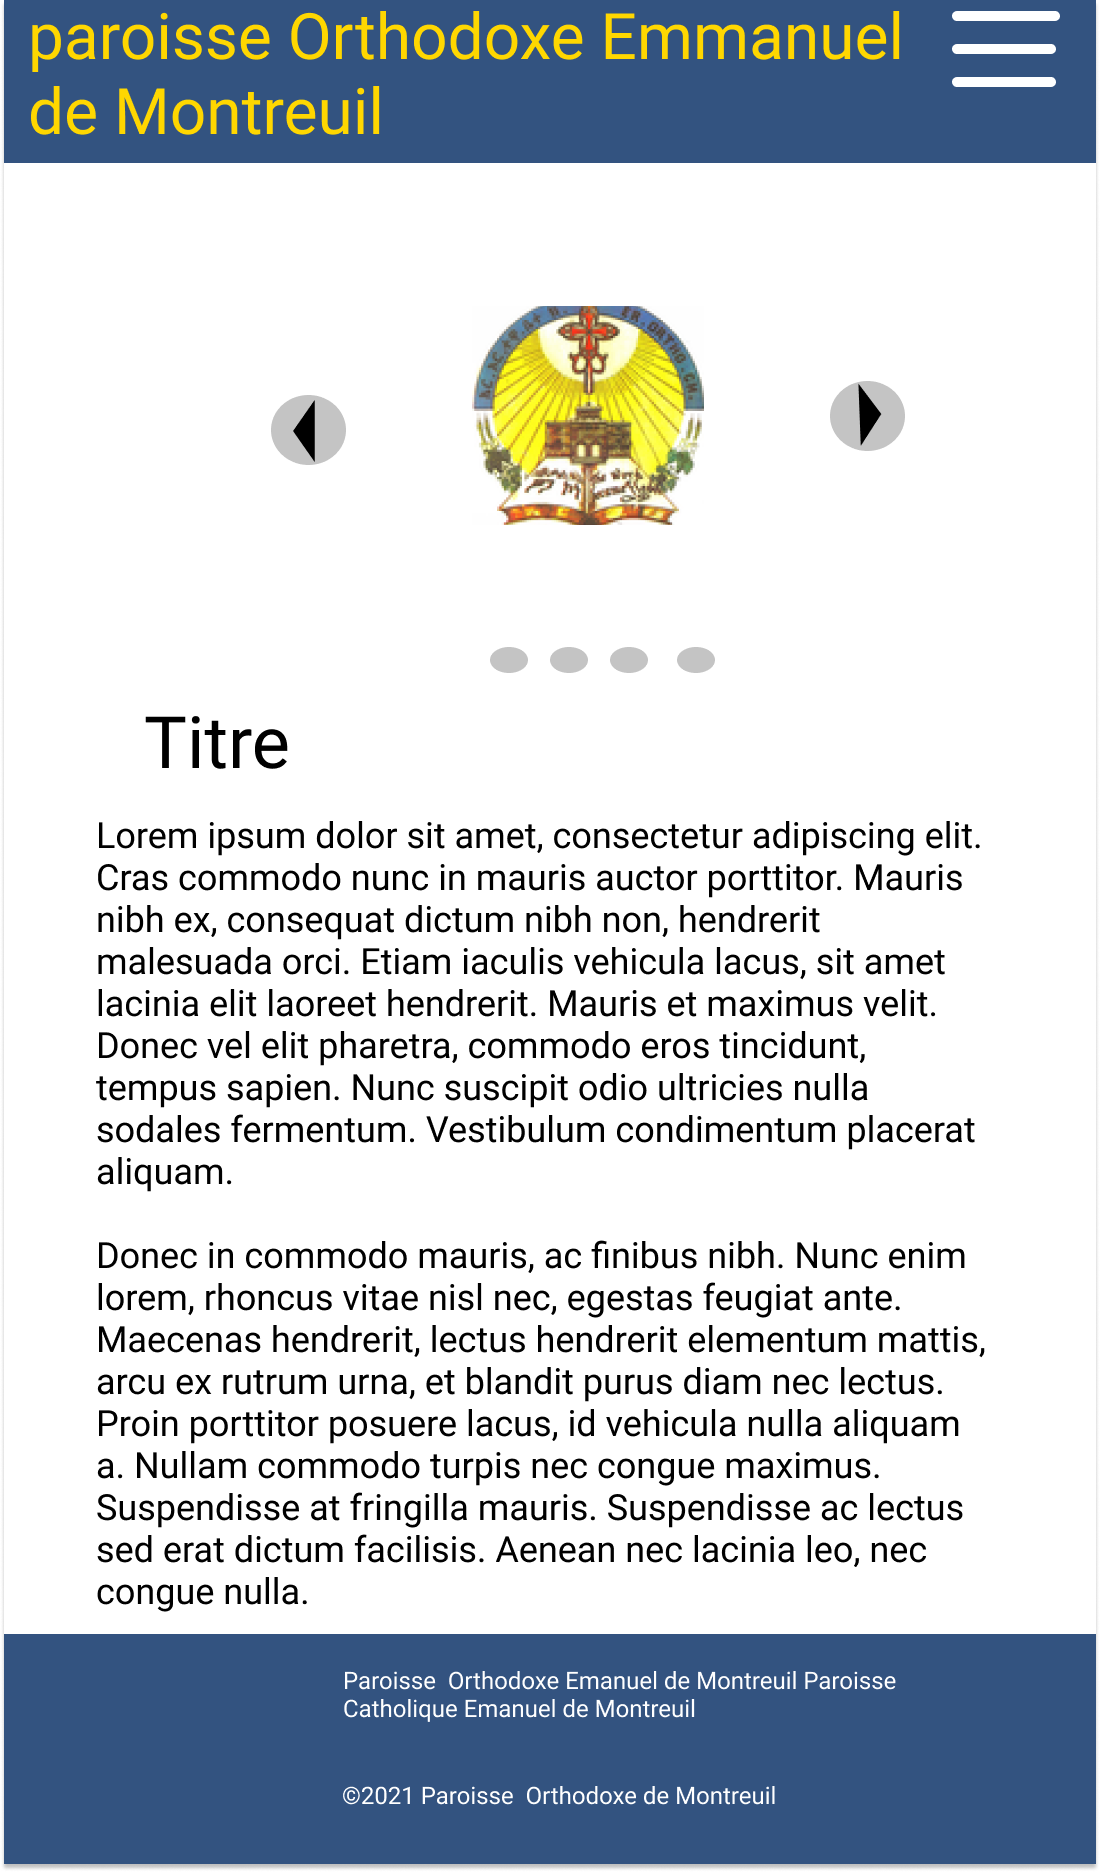 paroisse Orthodoxe Emmanuel
de Montreuil
ER.ORTHO.CH.
Titre
Lorem ipsum dolor sit amet, consectetur adipiscing elit.
Cras commodo nunc in mauris auctor porttitor. Mauris
nibh ex, consequat dictum nibh non, hendrerit
malesuada orci. Etiam iaculis vehicula lacus, sit amet
lacinia elit laoreet hendrerit. Mauris et maximus velit.
Donec vel elit pharetra, commodo eros tincidunt,
tempus sapien. Nunc suscipit odio ultricies nulla
sodales fermentum. Vestibulum condimentum placerat
aliquam.
Donec in commodo mauris, ac finibus nibh. Nunc enim
lorem, rhoncus vitae nisl nec, egestas feugiat ante.
Maecenas hendrerit, lectus hendrerit elementum mattis,
arcu ex rutrum urna, et blandit purus diam nec lectus.
Proin porttitor posuere lacus, id vehicula nulla aliquam
a. Nullam commodo turpis nec congue maximus.
Suspendisse at fringilla mauris. Suspendisse ac lectus
sed erat dictum facilisis. Aenean nec lacinia leo, nec
congue nulla.
Paroisse  Orthodoxe Emanuel de Montreuil Paroisse
Catholique Emanuel de Montreuil
©2021 Paroisse  Orthodoxe de Montreuil